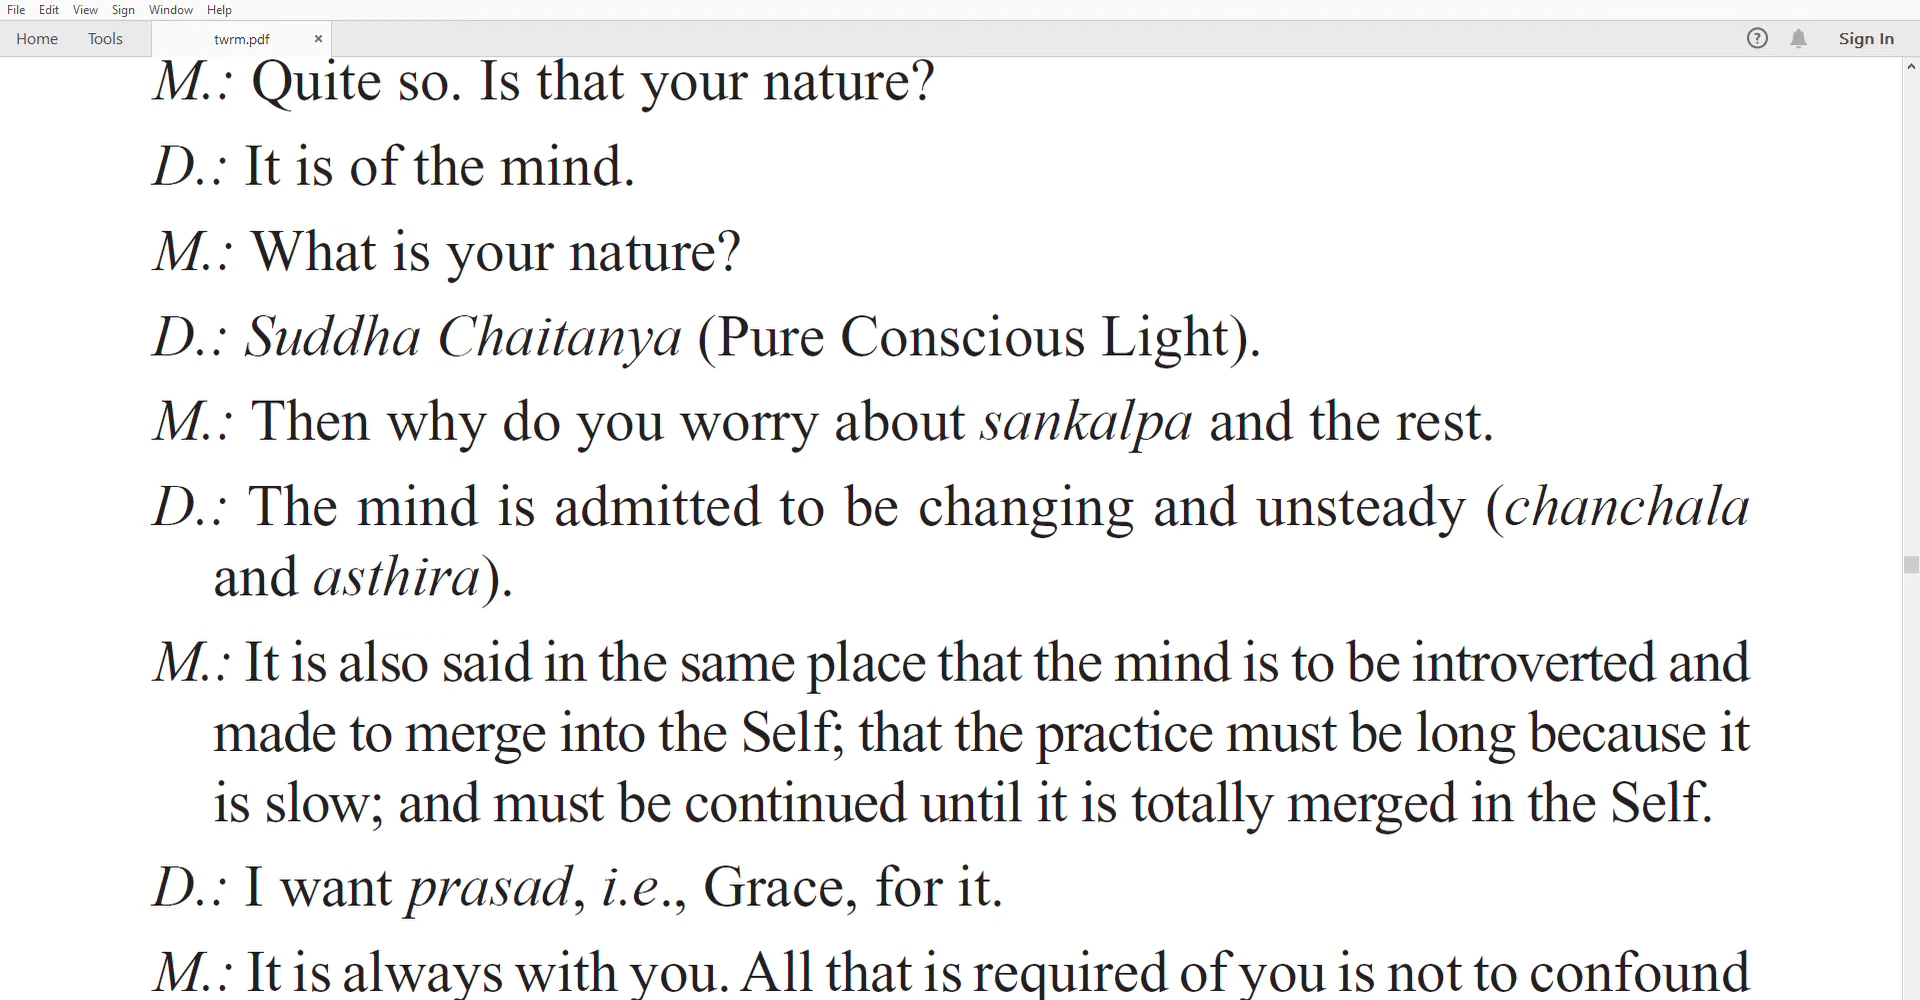 File Edit View Sign Window Help
Home Tools twrm.pdf × ? Sign In
M.: Quite so. Is that your nature?
D.: It is of the mind.
M.: What is your nature?
D.: Suddha Chaitanya (Pure Conscious Light).
M.: Then why do you worry about sankalpa and the rest.
D.: The mind is admitted to be changing and unsteady (chanchala
and asthira).
M.: It is also said in the same place that the mind is to be introverted and
made to merge into the Self; that the practice must be long because it
is slow; and must be continued until it is totally merged in the Self.
D.: I want prasad, i.e., Grace, for it.
M.: It is always with you. All that is required of you is not to confound